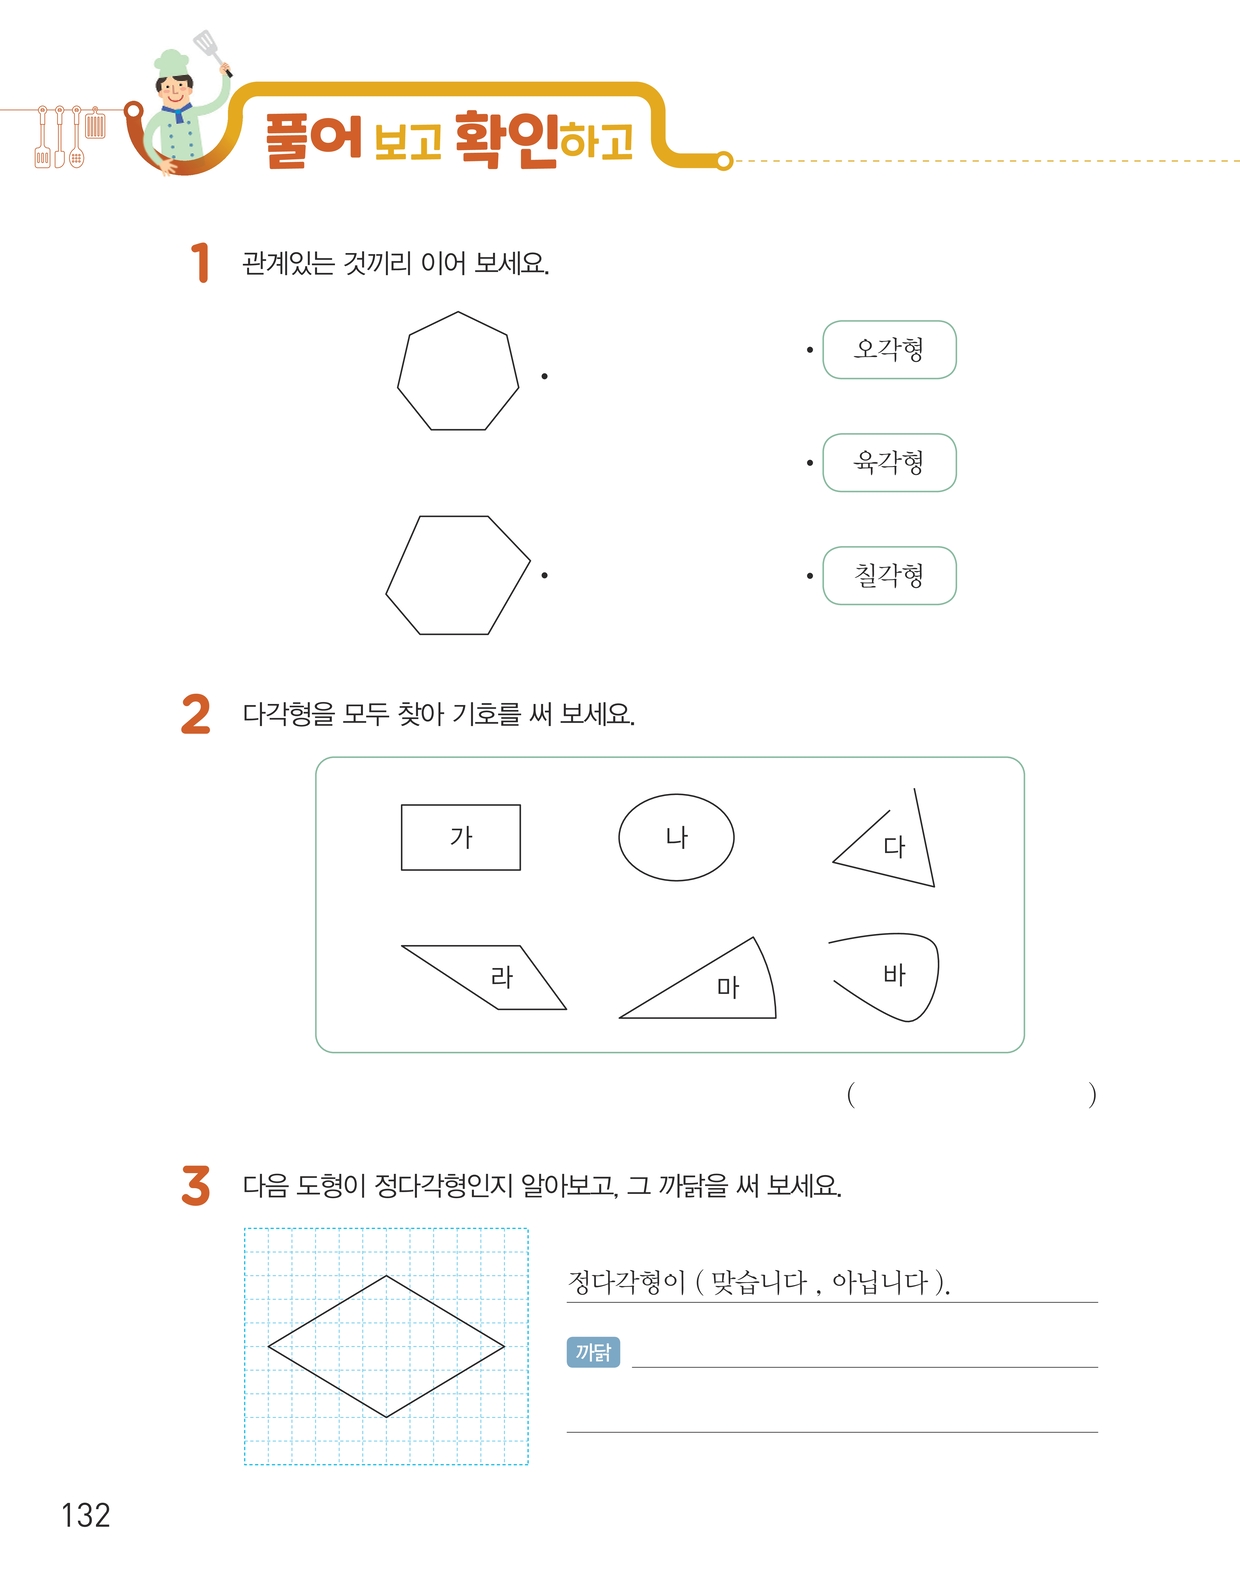 풀어 보고 확인하고
1 관계있는 것끼리 이어 보세요.
오각형
육각형
칠각형
2 다각형을 모두 찾아 기호를 써 보세요.
가 나 다
라 마 바
( )
3 다음 도형이 정다각형인지 알아보고, 그 까닭을 써 보세요.
정다각형이 ( 맞습니다 , 아닙니다 ).
까닭
132